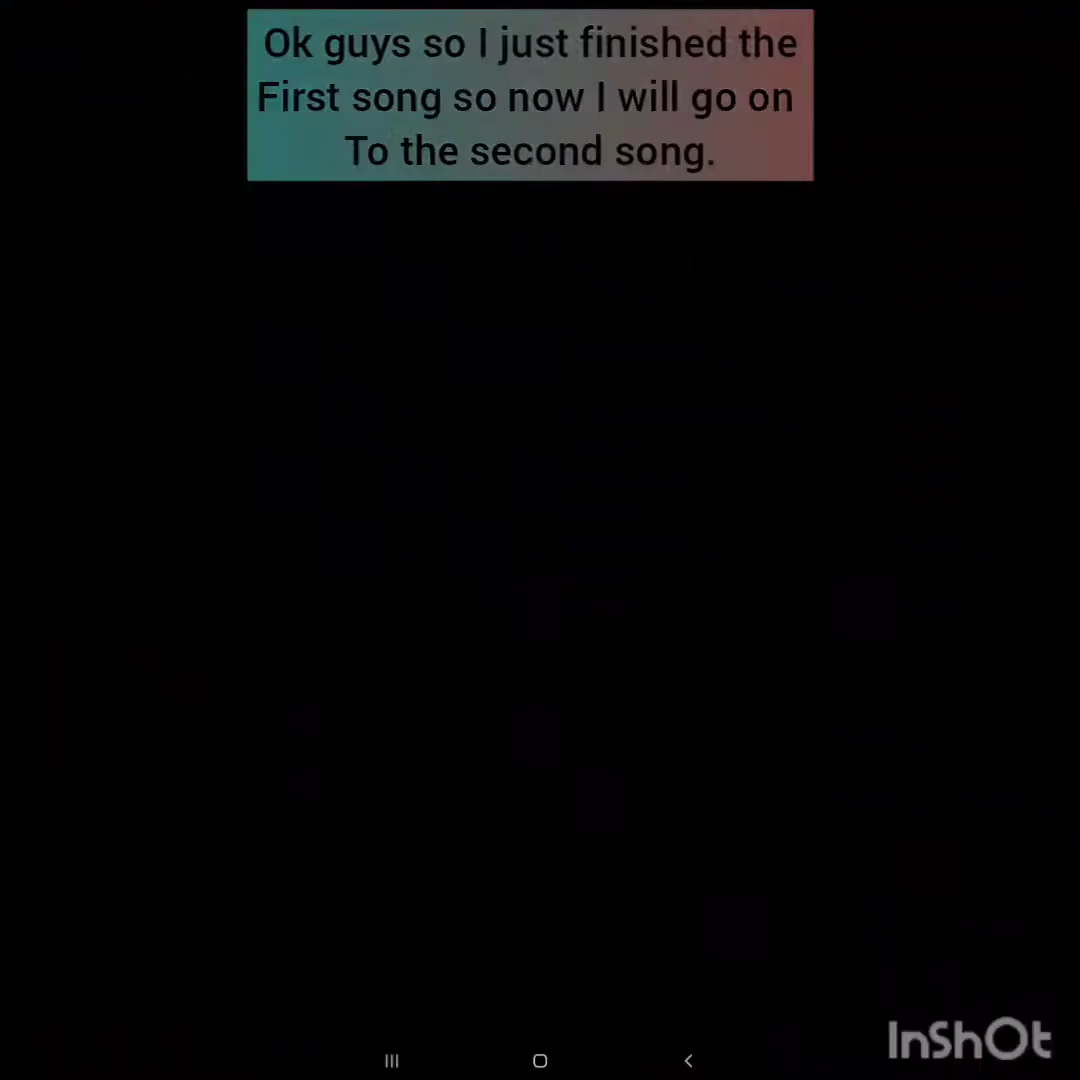 Ok guys so I just finished the
First song so now I will go on
To the second song.
InShOt